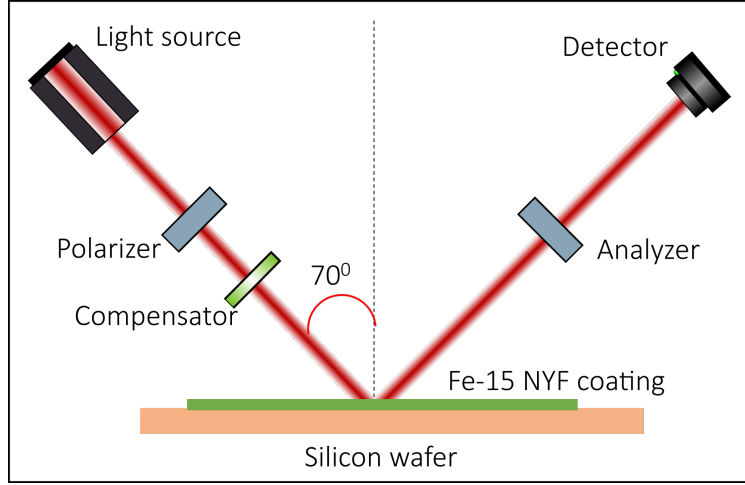 Light source
Detector
Polarizer
Analyzer
70⁰
Compensator
Fe-15 NYF coating
Silicon wafer